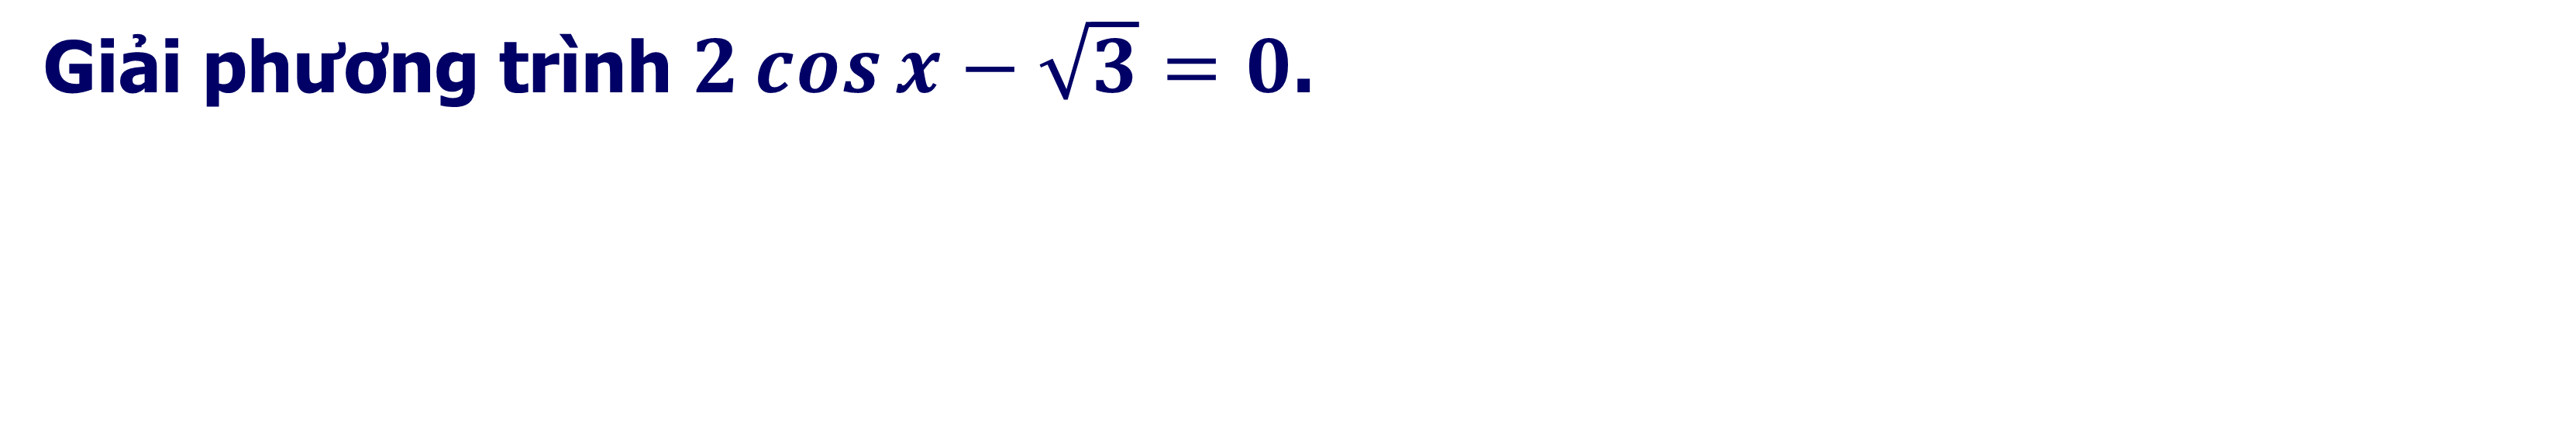 Giải phương trình 2 cos x − √3 = 0.